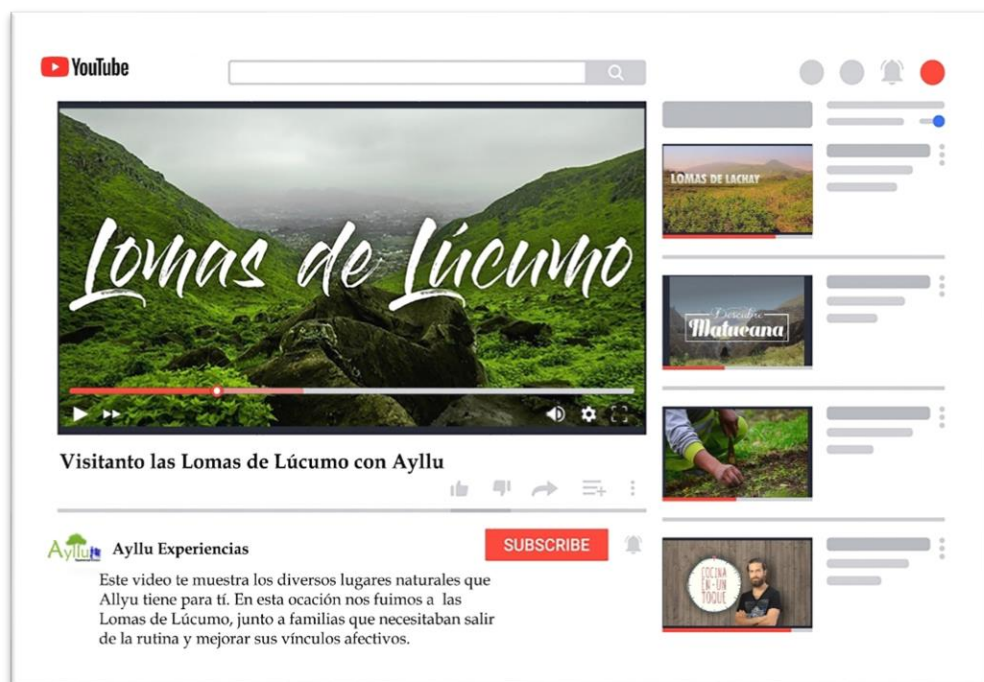 YouTube
Lomas de Lúcumo
Visitanto las Lomas de Lúcumo con Ayllu
SUBSCRIBE
Ayllu
Ayllu Experiencias
Este video te muestra los diversos lugares naturales que
Allyu tiene para tí. En esta ocación nos fuimos a las
Lomas de Lúcumo, junto a familias que necesitaban salir
de la rutina y mejorar sus vínculos afectivos.
LOMAS DE LACHAY
Descubre
Matucana
COCINA
EN-UN
TOQUE